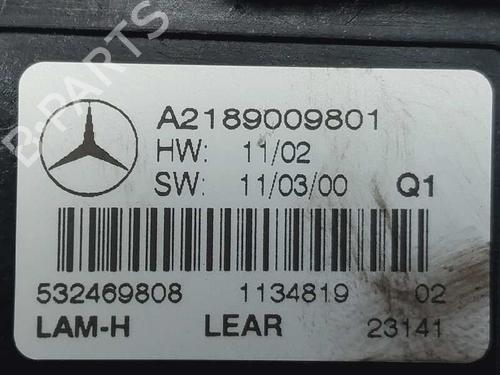 B-PARTS
A2189009801
HW: 11/02
SW: 11/03/00 Q1
532469808 1134819 02
LAM-H LEAR 23141